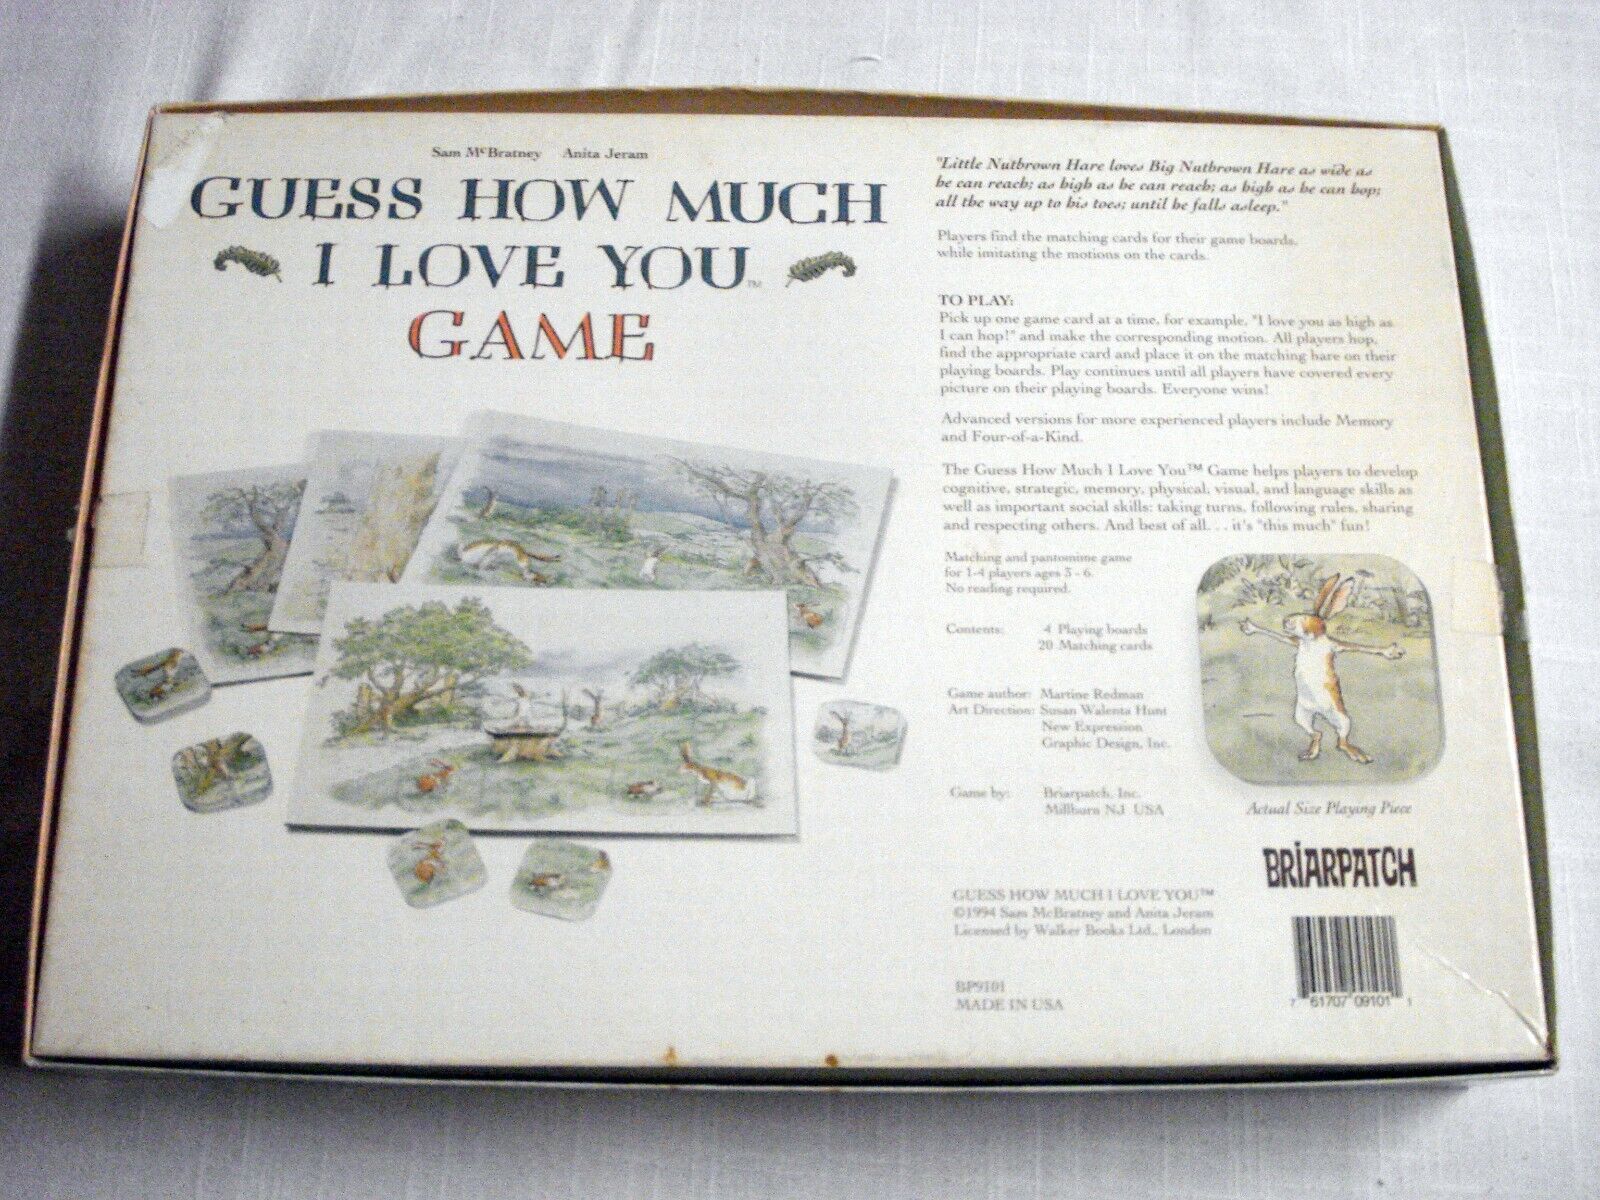 Sam McBratney Anita Jeram
GUESS HOW MUCH
I LOVE YOU™
GAME
"Little Nutbrown Hare loves Big Nutbrown Hare as wide as
he can reach; as high as he can reach; as high as he can hop;
all the way up to his toes; until he falls asleep."
Players find the matching cards for their game boards,
while imitating the motions on the cards.
TO PLAY:
Pick up one game card at a time, for example, "I love you as high as
I can hop!" and make the corresponding motion. All players hop,
find the appropriate card and place it on the matching hare on their
playing boards. Play continues until all players have covered every
picture on their playing boards. Everyone wins!
Advanced versions for more experienced players include Memory
and Four-of-a-Kind.
The Guess How Much I Love You™ Game helps players to develop
cognitive, strategic, memory, physical, visual, and language skills as
well as important social skills: taking turns, following rules, sharing
and respecting others. And best of all. . . it's "this much" fun!
Matching and pantomime game
for 1-4 players ages 3 - 6.
No reading required.
Contents: 4 Playing boards
20 Matching cards
Game author: Martine Redman
Art Direction: Susan Walenta Hunt
New Expression
Graphic Design, Inc.
Game by: Briarpatch, Inc.
Millburn NJ USA
Actual Size Playing Piece
BRIARPATCH
GUESS HOW MUCH I LOVE YOU™
©1994 Sam McBratney and Anita Jeram
Licensed by Walker Books Ltd., London
BP9101
MADE IN USA
7 61707 09101 1